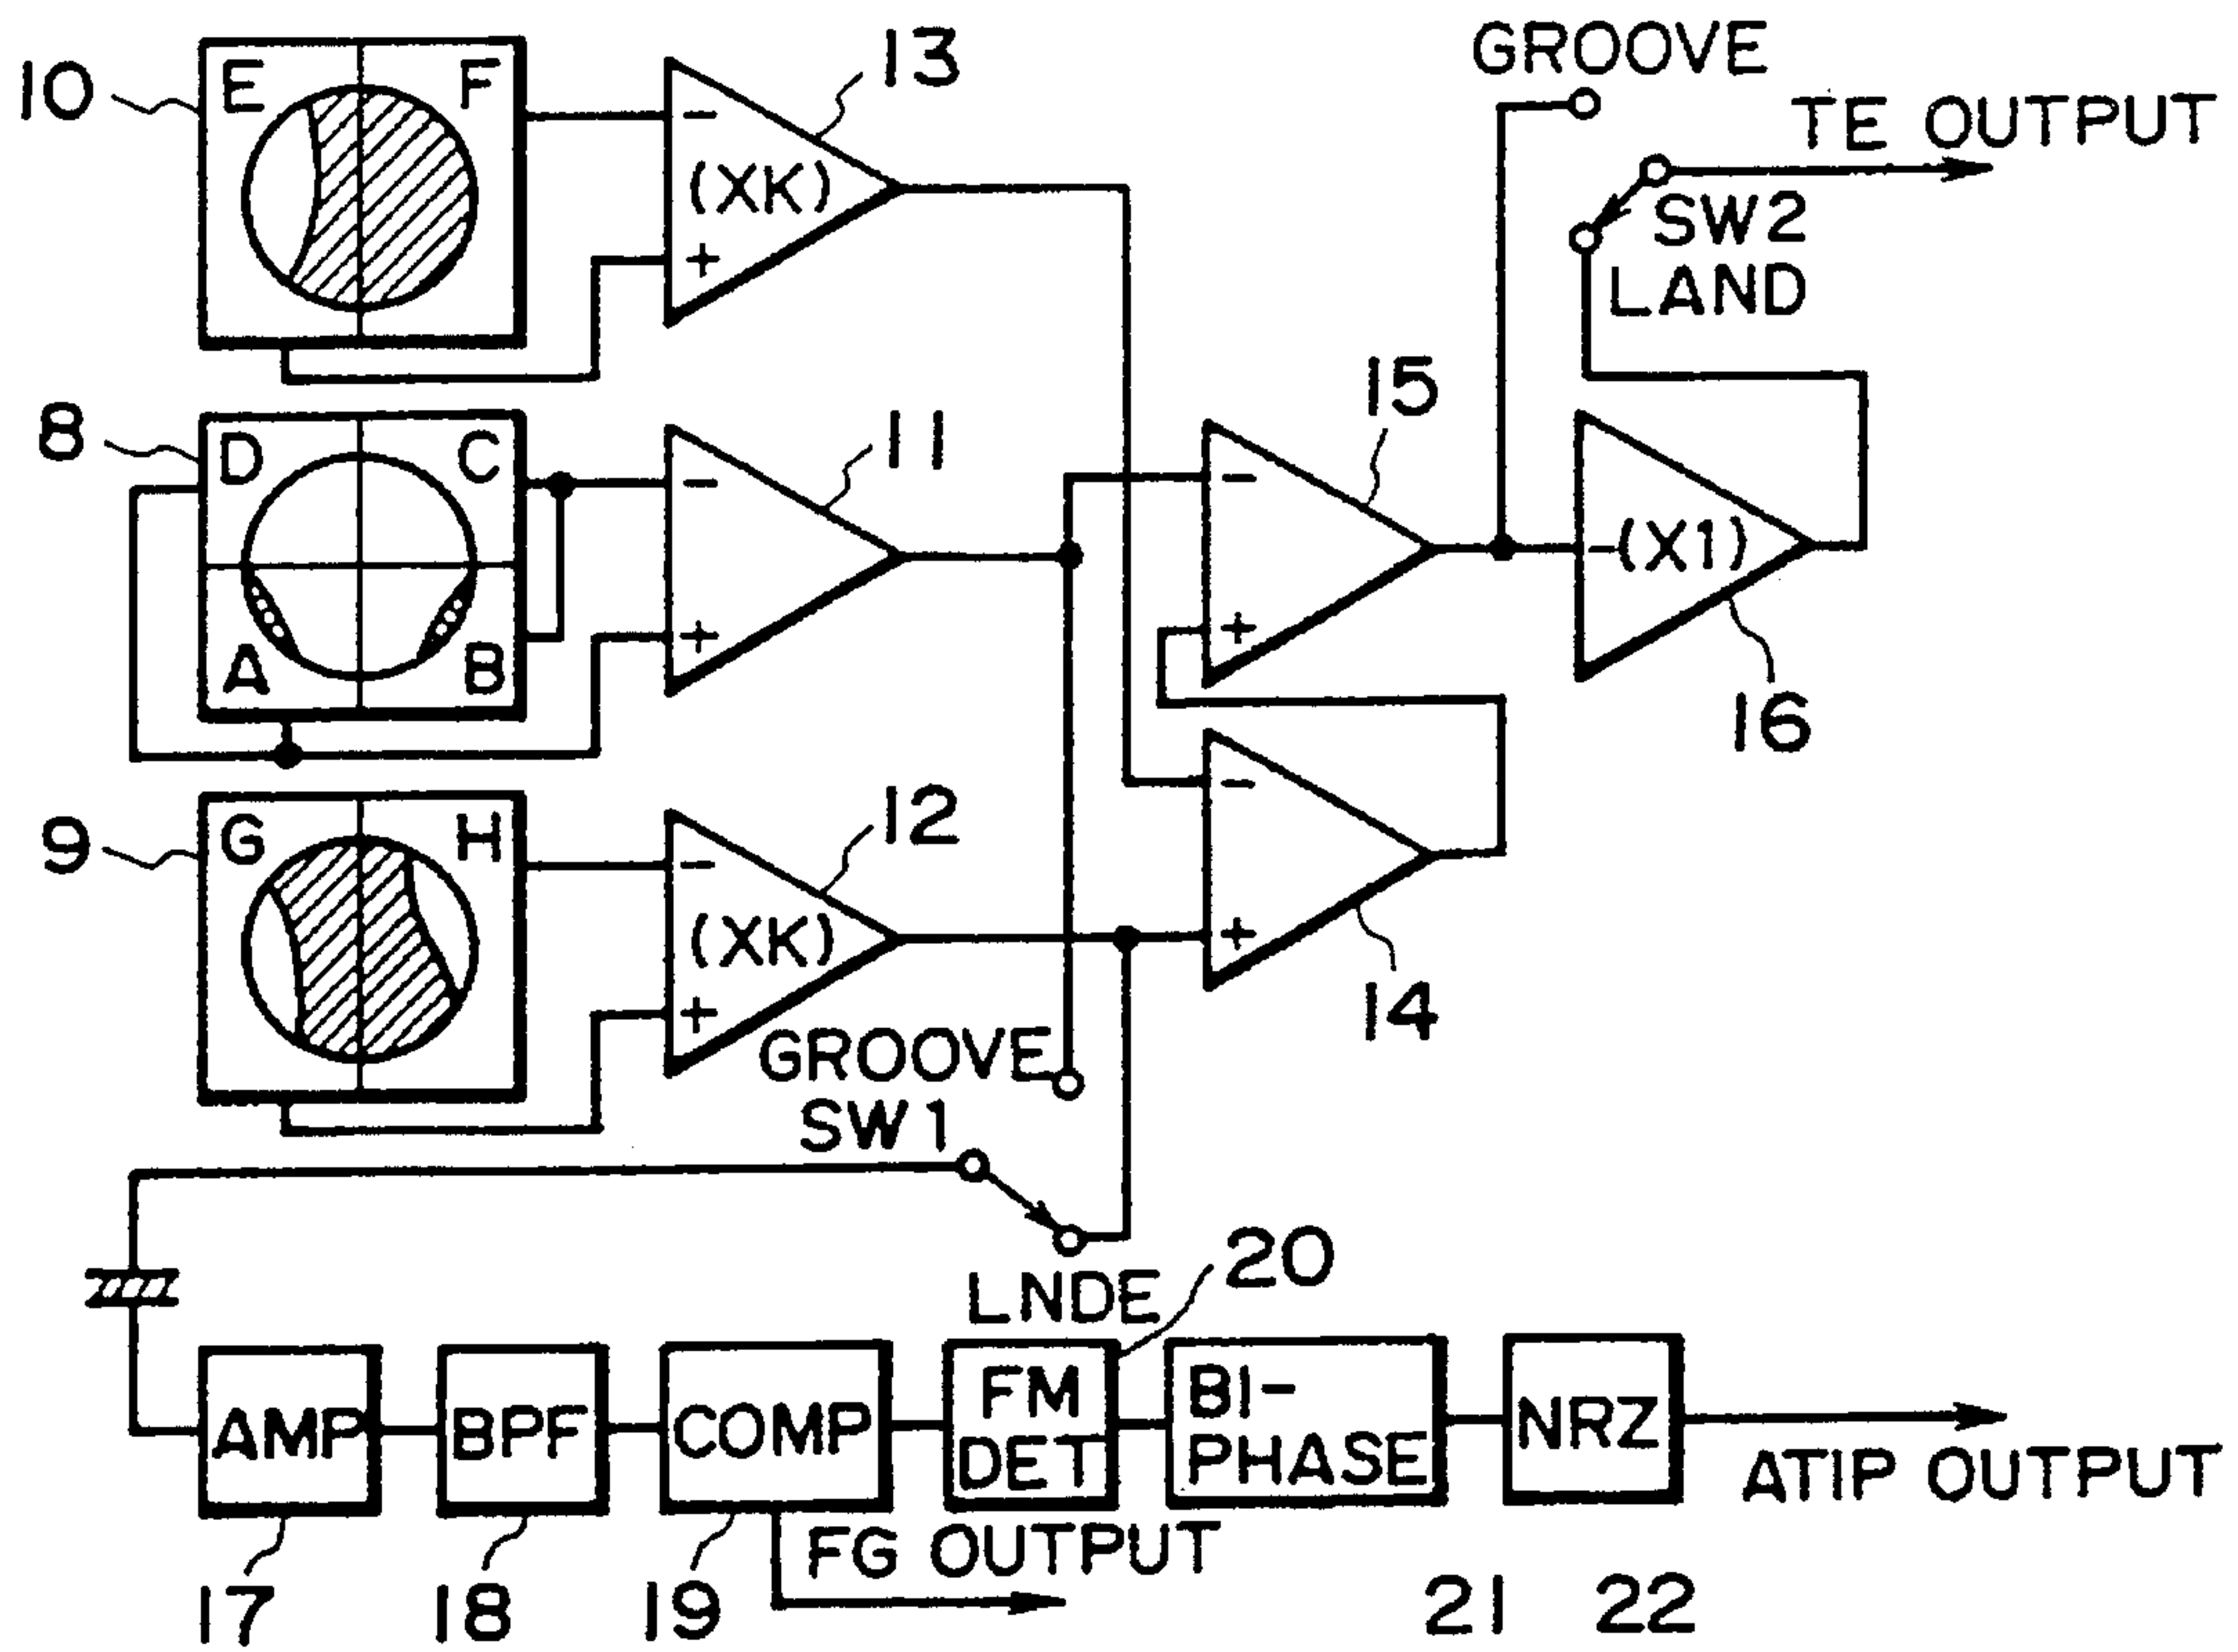 GROOVE
TE OUTPUT
SW2
LAND
10
E F
13
-
(XK)
+
8
D C
A B
11
-
+
15
-
+
-(X1)
16
9
G H
12
-
(XK)
+
14
-
+
GROOVE
SW1
LNDE
20
AMP
BPF
COMP
FM
DET
BI-
PHASE
NRZ
ATIP OUTPUT
FG OUTPUT
17
18
19
21
22